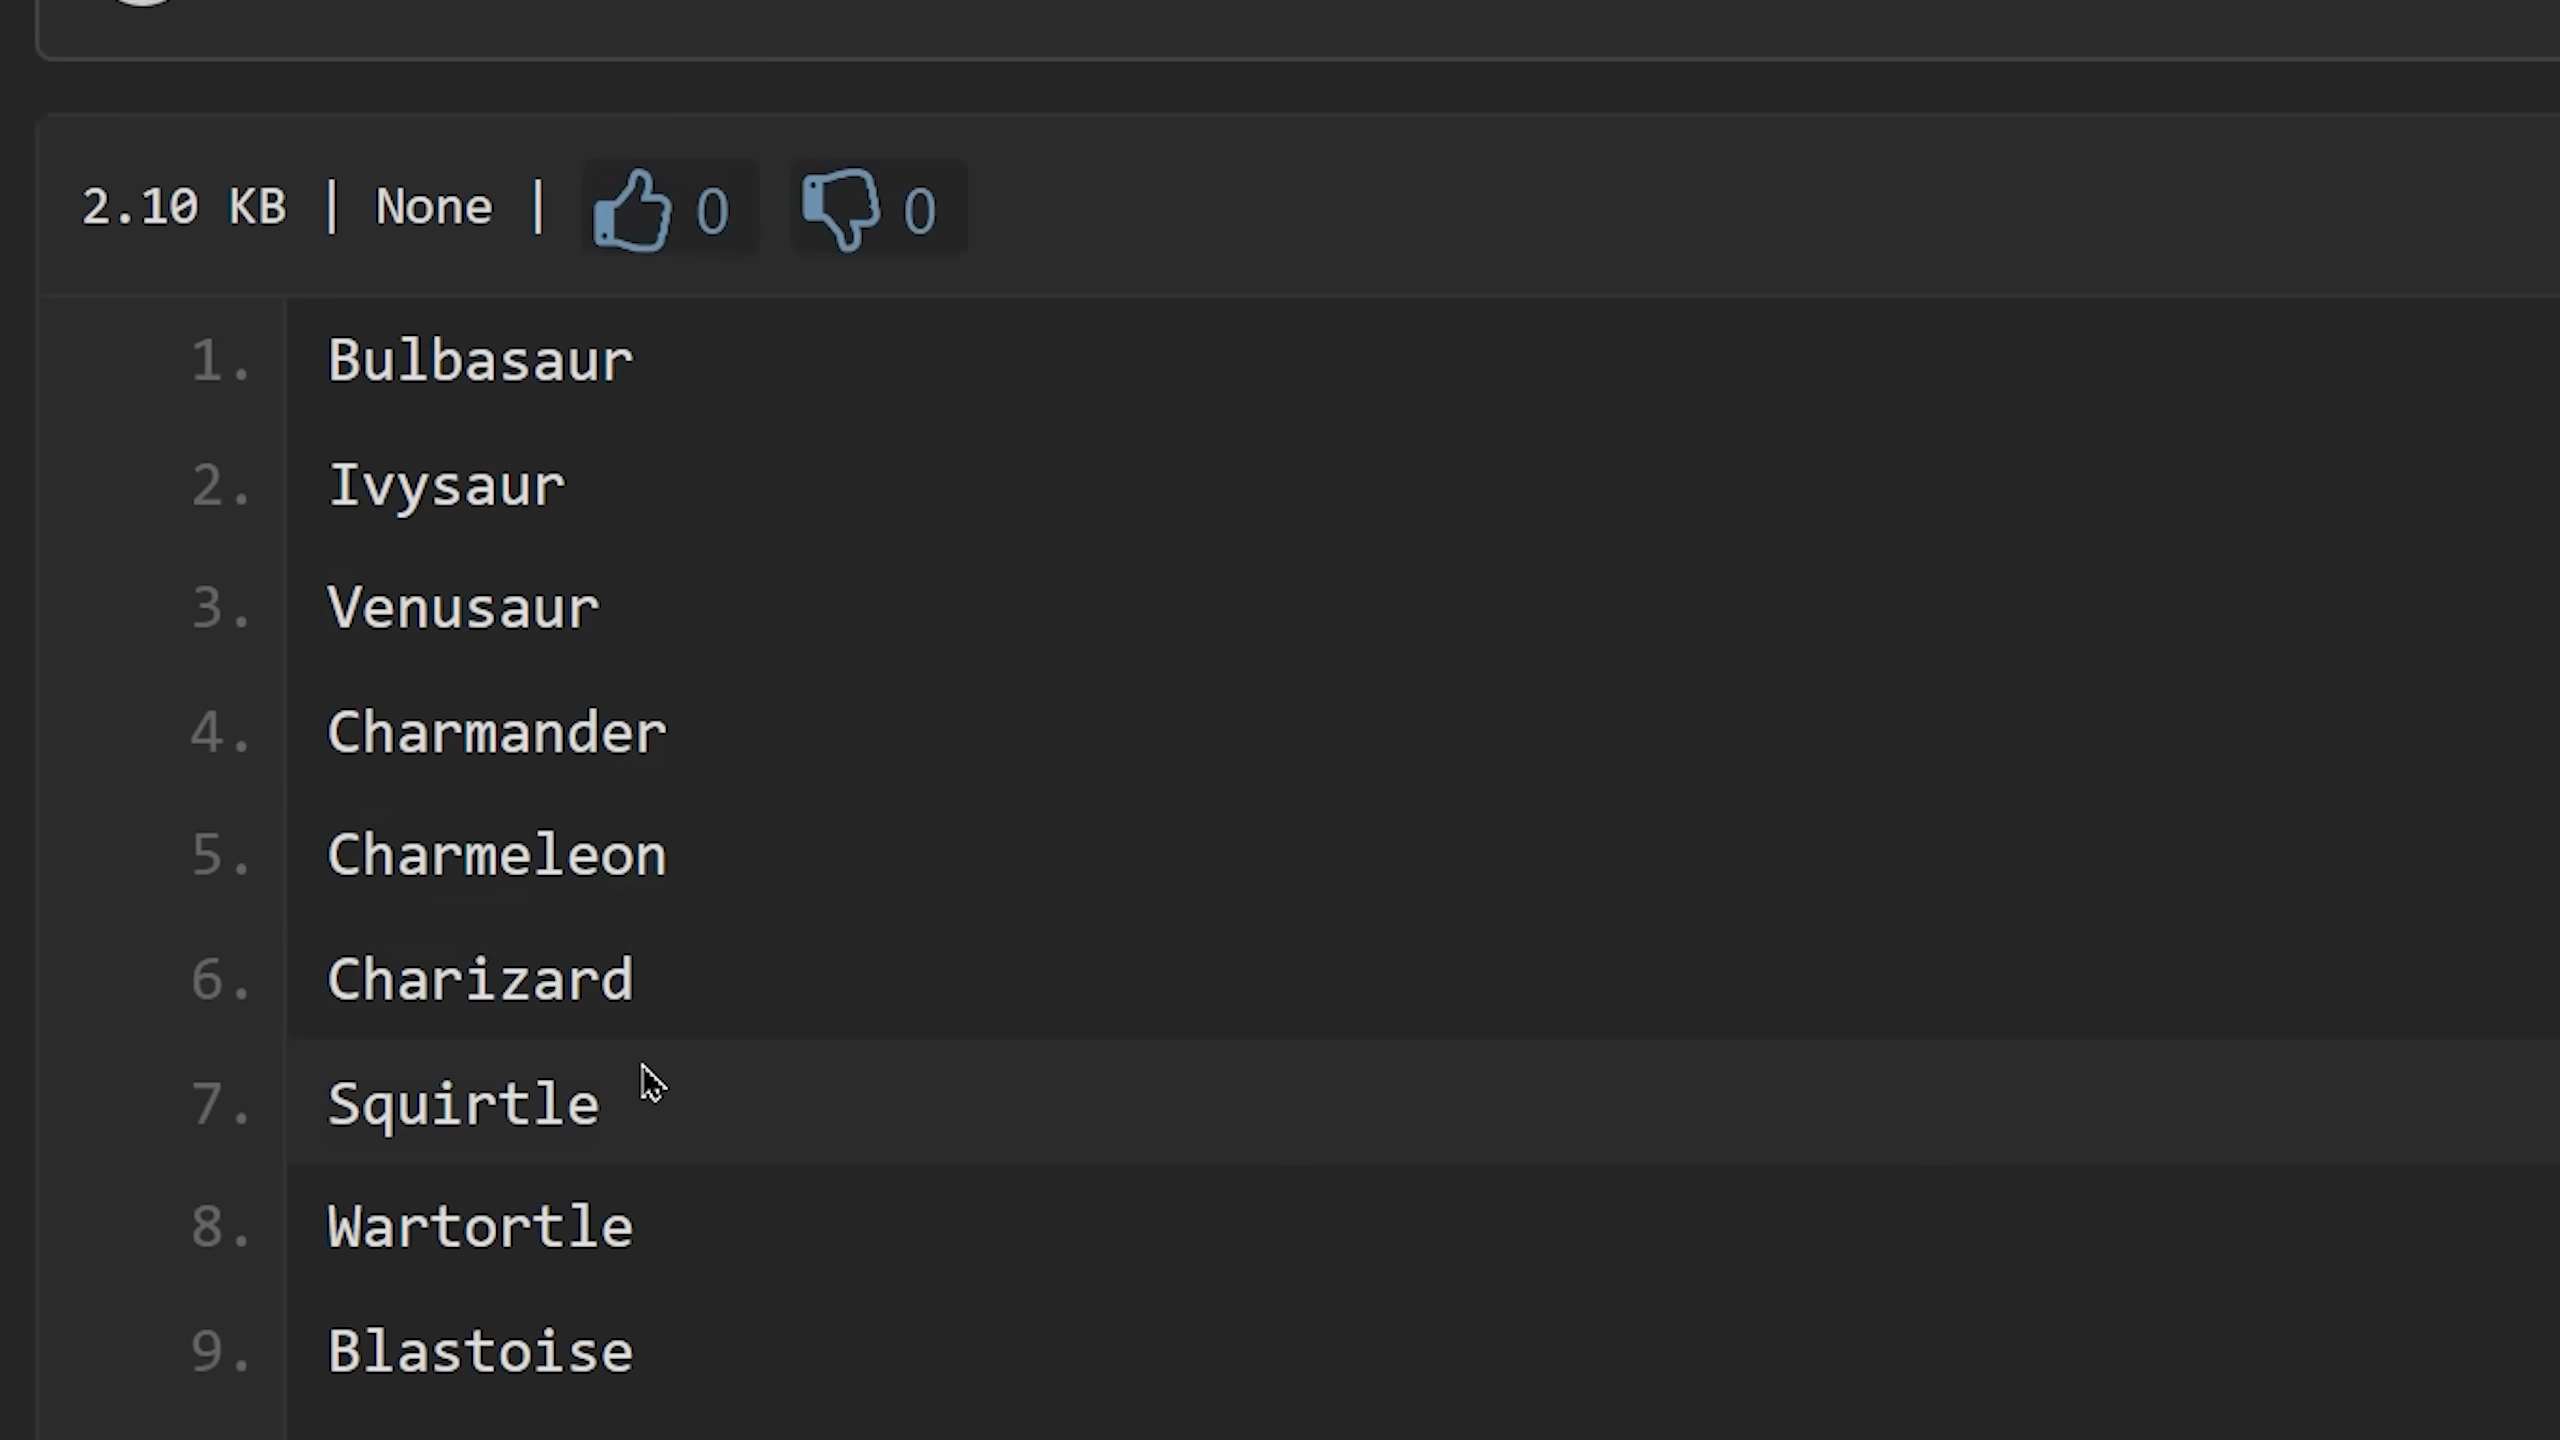 2.10 KB | None | 0 0
1. Bulbasaur
2. Ivysaur
3. Venusaur
4. Charmander
5. Charmeleon
6. Charizard
7. Squirtle
8. Wartortle
9. Blastoise